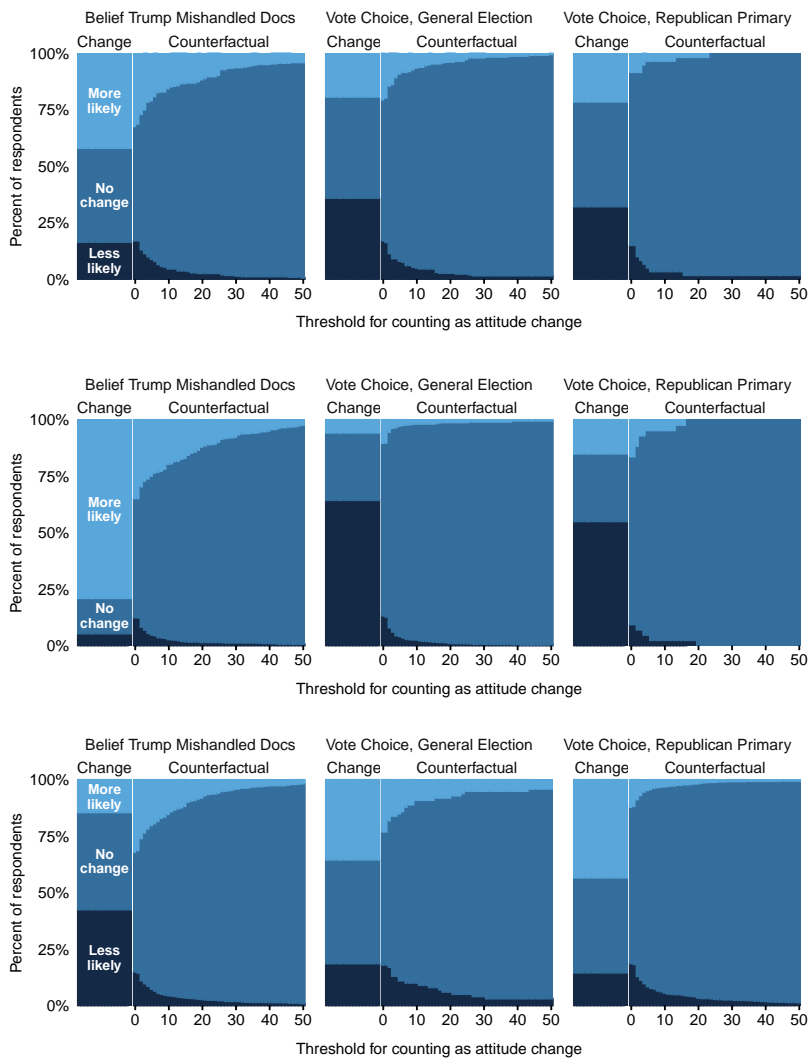 Belief Trump Mishandled Docs Vote Choice, General Election Vote Choice, Republican Primary
Change Counterfactual Change Counterfactual Change Counterfactual
100%
75%
50%
25%
0%
Percent of respondents
More
likely
No
change
Less
likely
0 10 20 30 40 50 0 10 20 30 40 50 0 10 20 30 40 50
Threshold for counting as attitude change
Belief Trump Mishandled Docs Vote Choice, General Election Vote Choice, Republican Primary
Change Counterfactual Change Counterfactual Change Counterfactual
100%
75%
50%
25%
0%
Percent of respondents
More
likely
No
change
0 10 20 30 40 50 0 10 20 30 40 50 0 10 20 30 40 50
Threshold for counting as attitude change
Belief Trump Mishandled Docs Vote Choice, General Election Vote Choice, Republican Primary
Change Counterfactual Change Counterfactual Change Counterfactual
100%
75%
50%
25%
0%
Percent of respondents
More
likely
No
change
Less
likely
0 10 20 30 40 50 0 10 20 30 40 50 0 10 20 30 40 50
Threshold for counting as attitude change